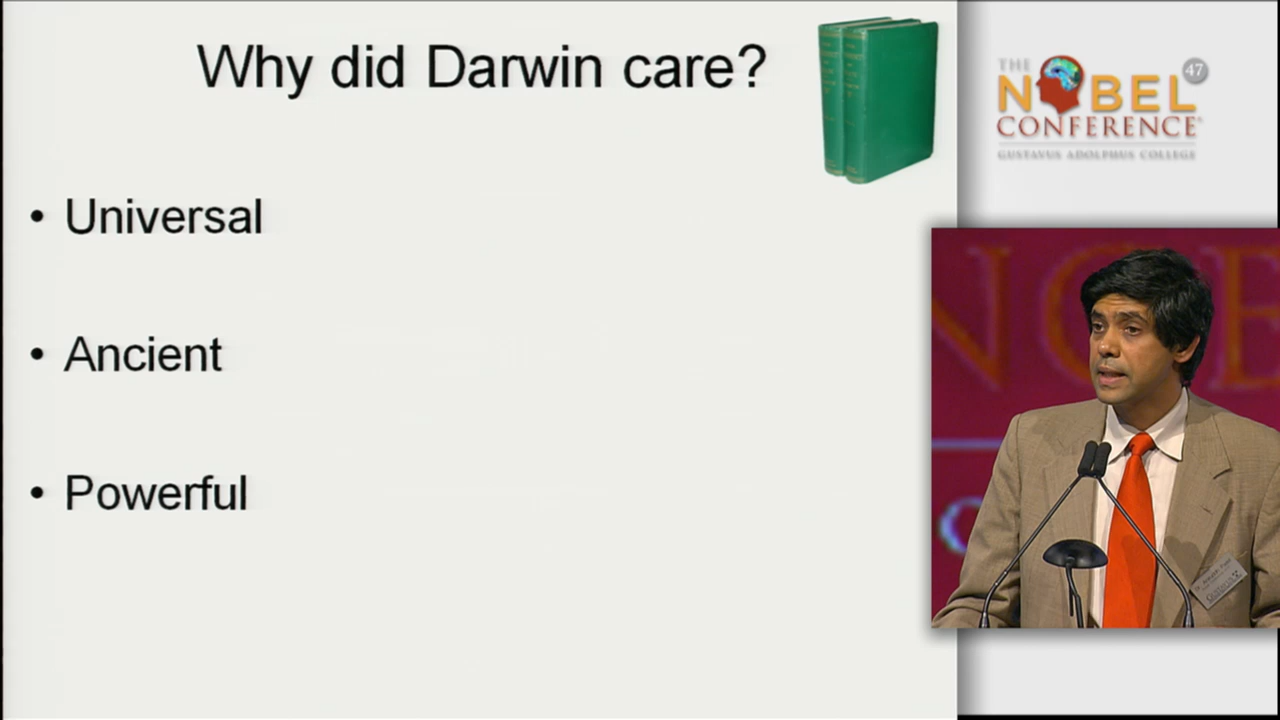 Why did Darwin care?
• Universal
• Ancient
• Powerful
THE
NOBEL
47
CONFERENCE
GUSTAVUS ADOLPHUS COLLEGE